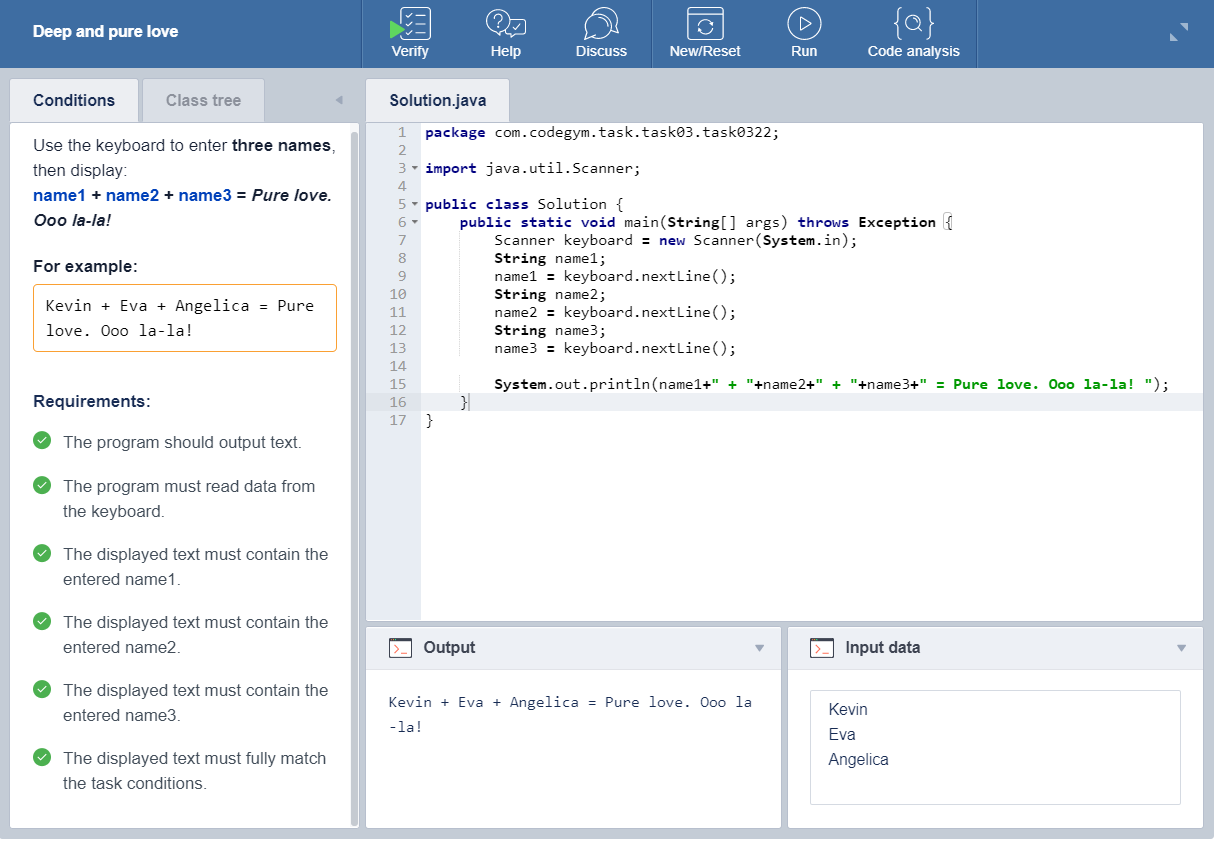 Deep and pure love
Verify
Help
Discuss
New/Reset
Run
Code analysis
Conditions
Class tree
Use the keyboard to enter three names,
then display:
name1 + name2 + name3 = Pure love.
Ooo la-la!
For example:
Kevin + Eva + Angelica = Pure
love. Ooo la-la!
Requirements:
The program should output text.
The program must read data from
the keyboard.
The displayed text must contain the
entered name1.
The displayed text must contain the
entered name2.
The displayed text must contain the
entered name3.
The displayed text must fully match
the task conditions.
Solution.java
1 package com.codegym.task.task03.task0322;
2
3 import java.util.Scanner;
4
5 public class Solution {
6 public static void main(String[] args) throws Exception {
7 Scanner keyboard = new Scanner(System.in);
8 String name1;
9 name1 = keyboard.nextLine();
10 String name2;
11 name2 = keyboard.nextLine();
12 String name3;
13 name3 = keyboard.nextLine();
14
15 System.out.println(name1+" + "+name2+" + "+name3+" = Pure love. Ooo la-la! ");
16 }
17 }
Output
Kevin + Eva + Angelica = Pure love. Ooo la
-la!
Input data
Kevin
Eva
Angelica